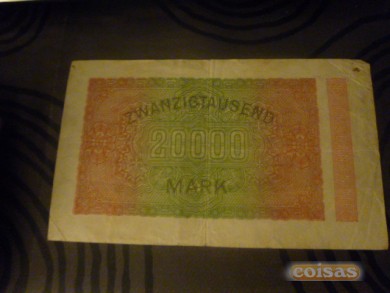 ZWANZIGTAUSEND
20000
MARK
coisas